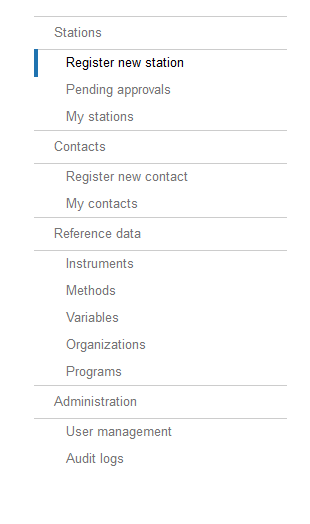 Stations
Register new station
Pending approvals
My stations
Contacts
Register new contact
My contacts
Reference data
Instruments
Methods
Variables
Organizations
Programs
Administration
User management
Audit logs